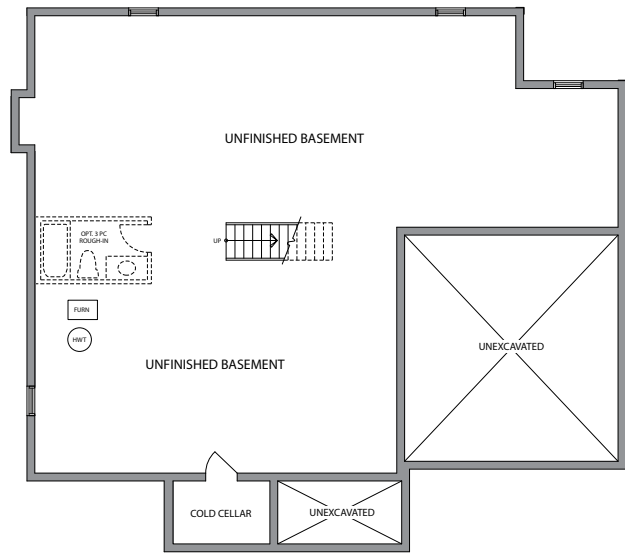 UNFINISHED BASEMENT
OPT. 3 PC
ROUGH-IN
UP
FURN
HWT
UNEXCAVATED
UNFINISHED BASEMENT
COLD CELLAR
UNEXCAVATED